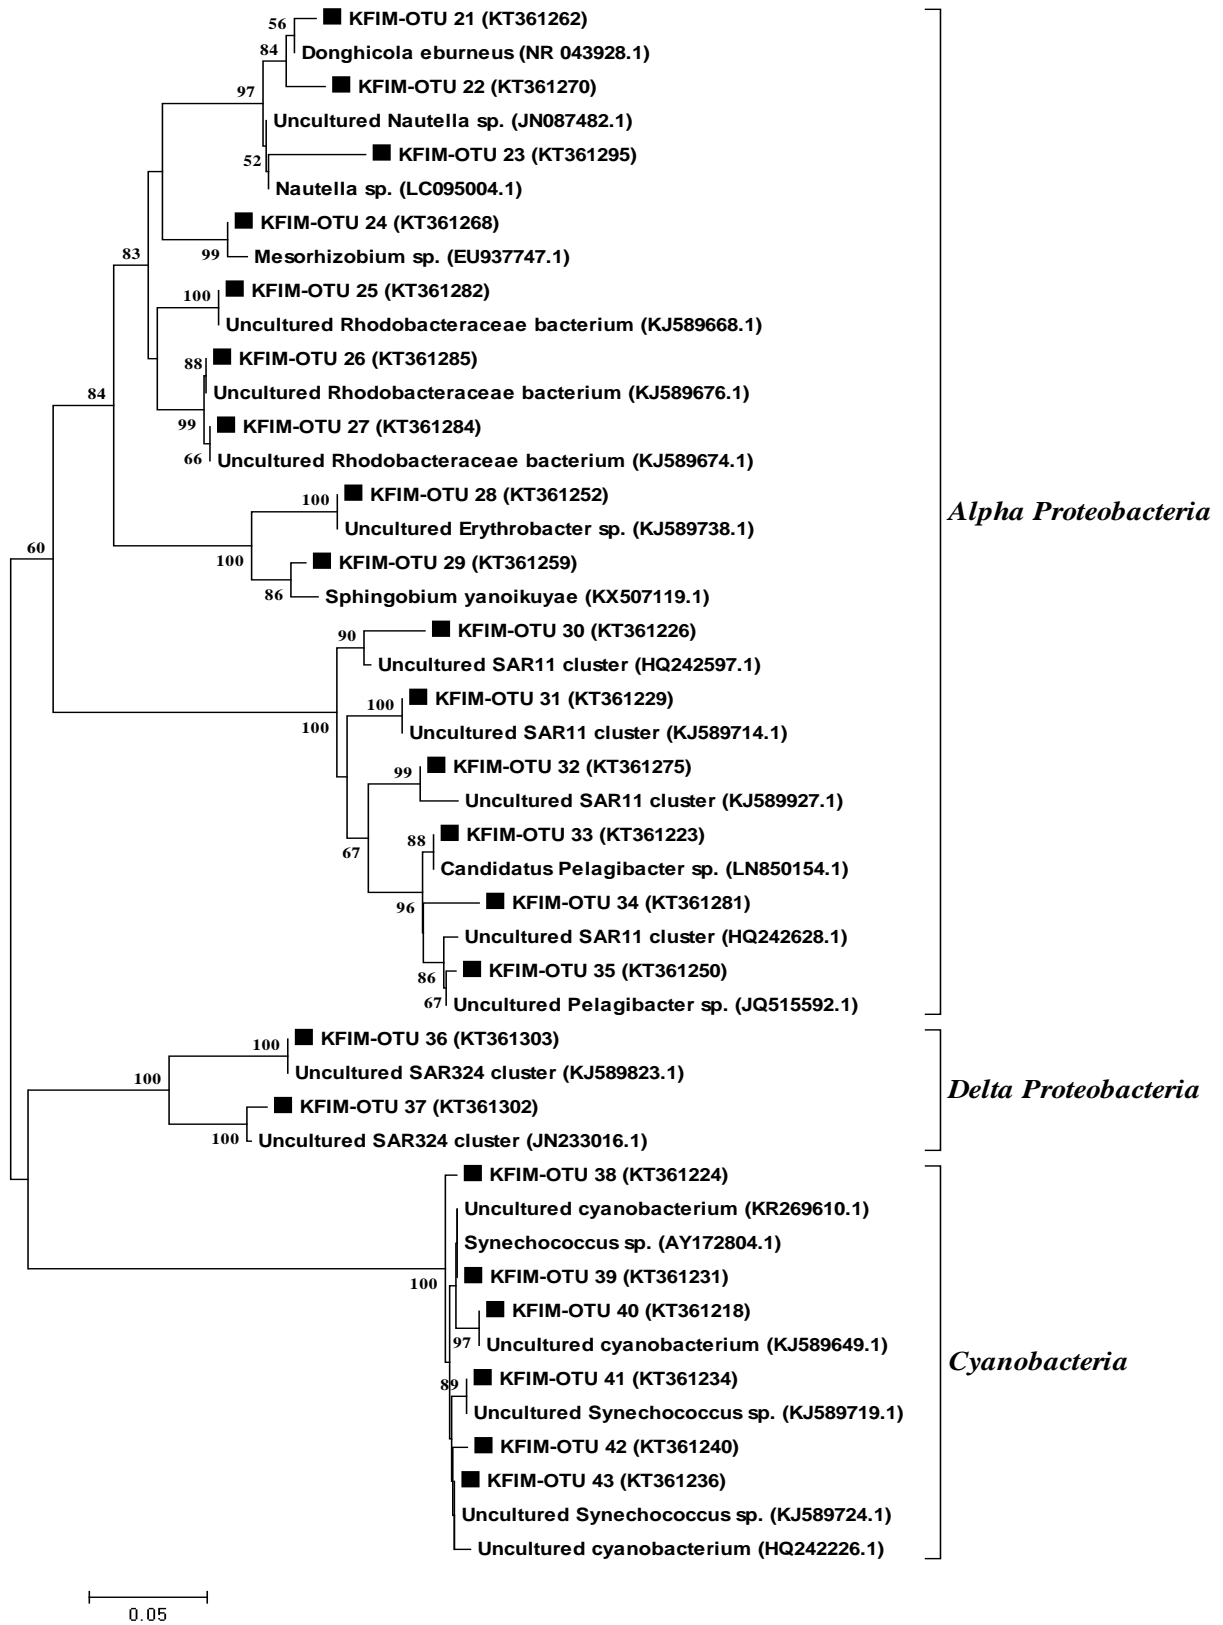 56
KFIM-OTU 21 (KT361262)
84
Donghicola eburneus (NR 043928.1)
KFIM-OTU 22 (KT361270)
97
Uncultured Nautella sp. (JN087482.1)
52
KFIM-OTU 23 (KT361295)
Nautella sp. (LC095004.1)
KFIM-OTU 24 (KT361268)
83
99
Mesorhizobium sp. (EU937747.1)
100
KFIM-OTU 25 (KT361282)
Uncultured Rhodobacteraceae bacterium (KJ589668.1)
88
KFIM-OTU 26 (KT361285)
84
Uncultured Rhodobacteraceae bacterium (KJ589676.1)
99
KFIM-OTU 27 (KT361284)
66
Uncultured Rhodobacteraceae bacterium (KJ589674.1)
100
KFIM-OTU 28 (KT361252)
Alpha Proteobacteria
Uncultured Erythrobacter sp. (KJ589738.1)
60
100
KFIM-OTU 29 (KT361259)
86
Sphingobium yanoikuyae (KX507119.1)
90
KFIM-OTU 30 (KT361226)
Uncultured SAR11 cluster (HQ242597.1)
100
100
KFIM-OTU 31 (KT361229)
Uncultured SAR11 cluster (KJ589714.1)
99
KFIM-OTU 32 (KT361275)
Uncultured SAR11 cluster (KJ589927.1)
88
KFIM-OTU 33 (KT361223)
67
Candidatus Pelagibacter sp. (LN850154.1)
96
KFIM-OTU 34 (KT361281)
Uncultured SAR11 cluster (HQ242628.1)
86
KFIM-OTU 35 (KT361250)
67
Uncultured Pelagibacter sp. (JQ515592.1)
100
KFIM-OTU 36 (KT361303)
100
Uncultured SAR324 cluster (KJ589823.1)
Delta Proteobacteria
KFIM-OTU 37 (KT361302)
100
Uncultured SAR324 cluster (JN233016.1)
KFIM-OTU 38 (KT361224)
Uncultured cyanobacterium (KR269610.1)
Synechococcus sp. (AY172804.1)
100
KFIM-OTU 39 (KT361231)
KFIM-OTU 40 (KT361218)
97
Uncultured cyanobacterium (KJ589649.1)
Cyanobacteria
89
KFIM-OTU 41 (KT361234)
Uncultured Synechococcus sp. (KJ589719.1)
KFIM-OTU 42 (KT361240)
KFIM-OTU 43 (KT361236)
Uncultured Synechococcus sp. (KJ589724.1)
Uncultured cyanobacterium (HQ242226.1)
0.05